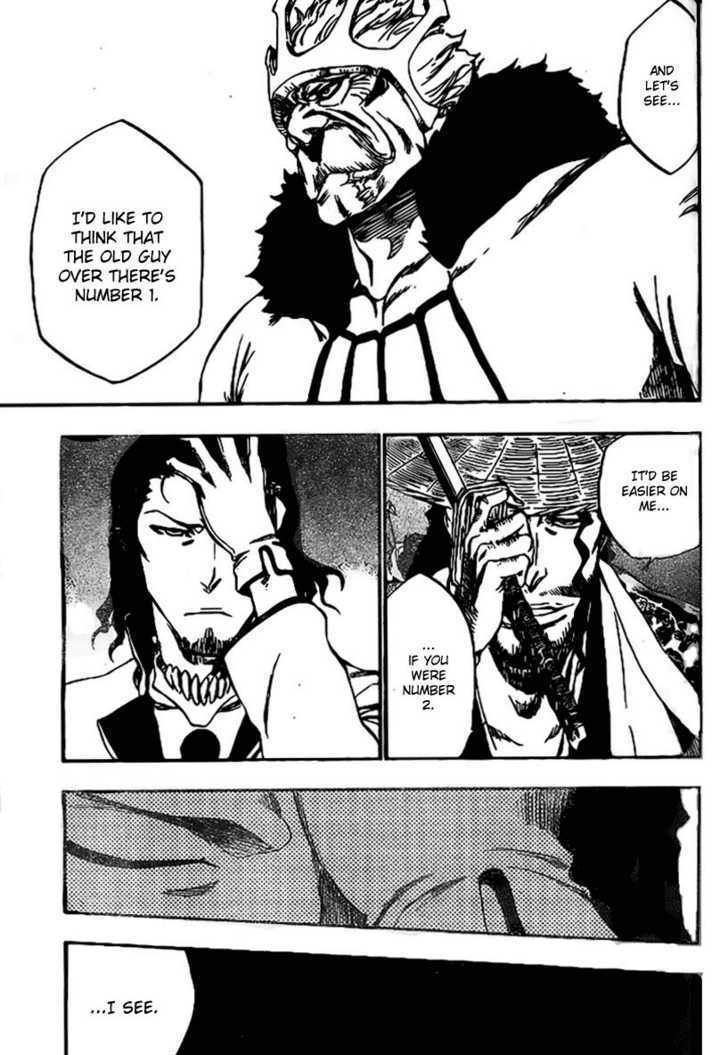 AND
LET'S
SEE...
I'D LIKE TO
THINK THAT
THE OLD GUY
OVER THERE'S
NUMBER 1.
IT'D BE
EASIER ON
ME...
...
IF YOU
WERE
NUMBER
2.
...I SEE.